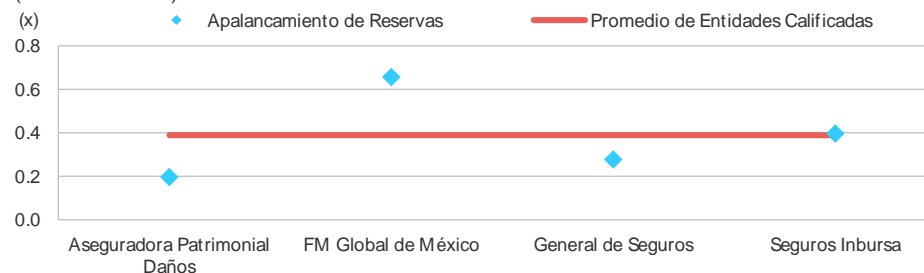 (x)
Apalancamiento de Reservas
Promedio de Entidades Calificadas
0.8
0.6
0.4
0.2
0.0
Aseguradora Patrimonial
Daños
FM Global de México
General de Seguros
Seguros Inbursa